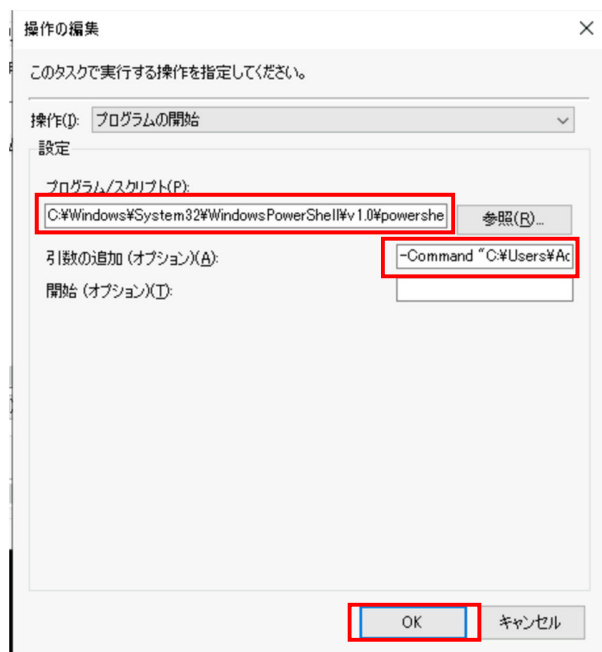 操作の編集
このタスクで実行する操作を指定してください。
操作(I): プログラムの開始
設定
プログラム/スクリプト(P):
C:¥Windows¥System32¥WindowsPowerShell¥v1.0¥powershe 参照(R)...
引数の追加 (オプション)(A): -Command "C:¥Users¥Ac
開始 (オプション)(T):
OK キャンセル